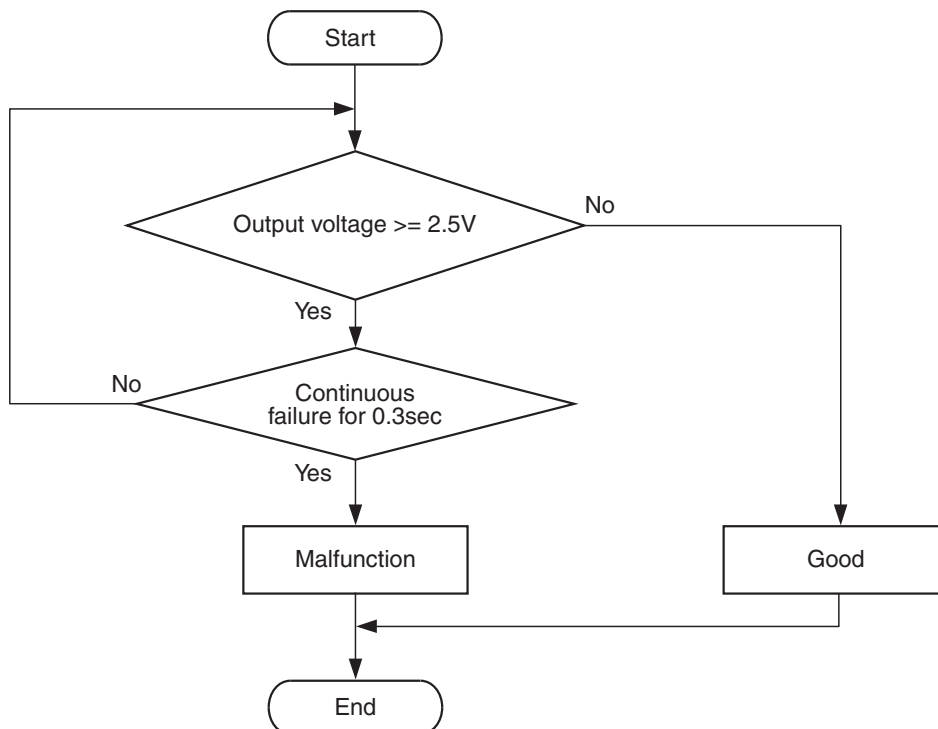 Start
Output voltage >= 2.5V
No
Yes
No
Continuous
failure for 0.3sec
Yes
Malfunction
Good
End